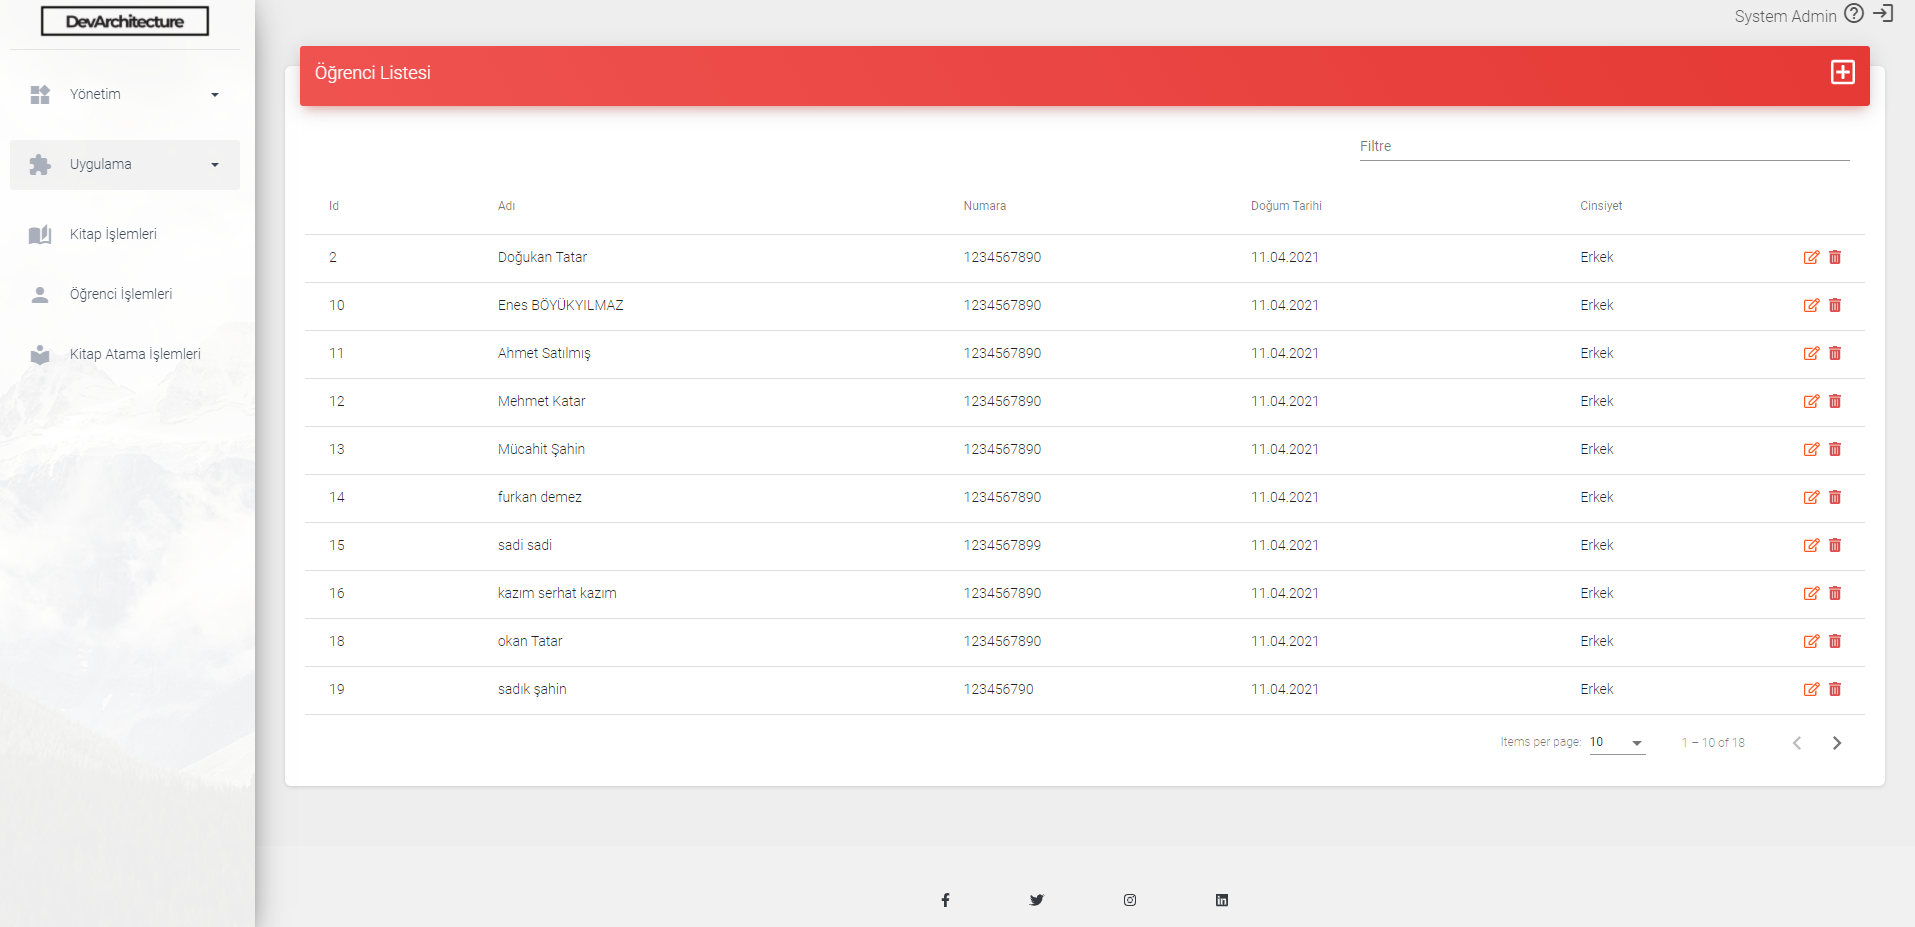 DevArchitecture
System Admin
Yönetim
Uygulama
Kitap İşlemleri
Öğrenci İşlemleri
Kitap Atama İşlemleri
Öğrenci Listesi
Filtre
Id Adı Numara Doğum Tarihi Cinsiyet
2 Doğukan Tatar 1234567890 11.04.2021 Erkek
10 Enes BÖYÜKYILMAZ 1234567890 11.04.2021 Erkek
11 Ahmet Satılmış 1234567890 11.04.2021 Erkek
12 Mehmet Katar 1234567890 11.04.2021 Erkek
13 Mücahit Şahin 1234567890 11.04.2021 Erkek
14 furkan demez 1234567890 11.04.2021 Erkek
15 sadi sadi 1234567899 11.04.2021 Erkek
16 kazım serhat kazım 1234567890 11.04.2021 Erkek
18 okan Tatar 1234567890 11.04.2021 Erkek
19 sadık şahin 123456790 11.04.2021 Erkek
Items per page: 10 1 – 10 of 18